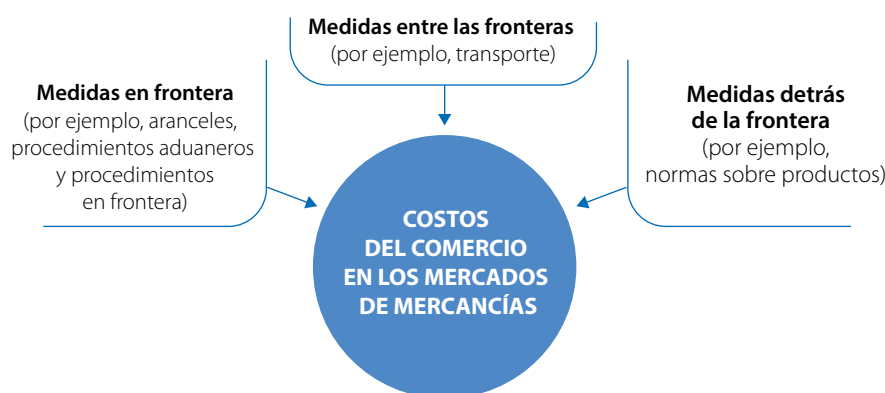 Medidas entre las fronteras
(por ejemplo, transporte)
Medidas en frontera
(por ejemplo, aranceles,
procedimientos aduaneros
y procedimientos
en frontera)
Medidas detrás
de la frontera
(por ejemplo,
normas sobre productos)
COSTOS
DEL COMERCIO
EN LOS MERCADOS
DE MERCANCÍAS